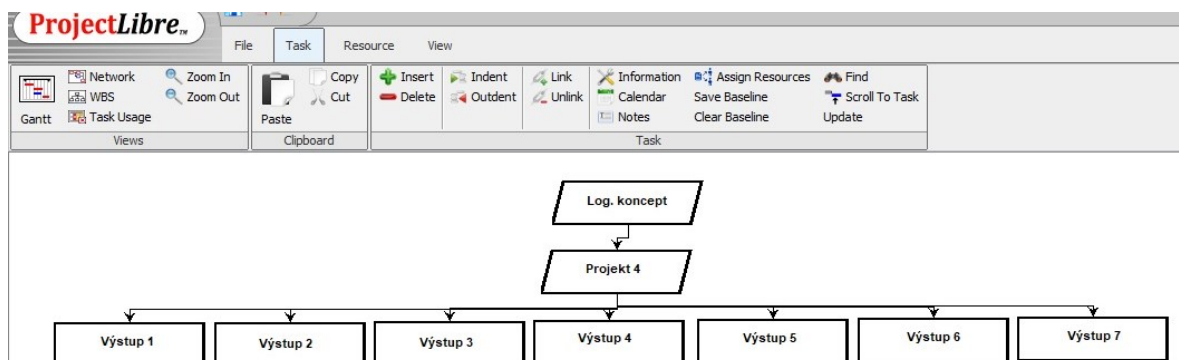 ProjectLibre™
File Task Resource View
Network Zoom In Copy Insert Indent Link Information Assign Resources Find
WBS Zoom Out Cut Delete Outdent Unlink Calendar Save Baseline Scroll To Task
Gantt Task Usage Paste Notes Clear Baseline Update
Views Clipboard Task
Log. koncept
Projekt 4
Výstup 1 Výstup 2 Výstup 3 Výstup 4 Výstup 5 Výstup 6 Výstup 7